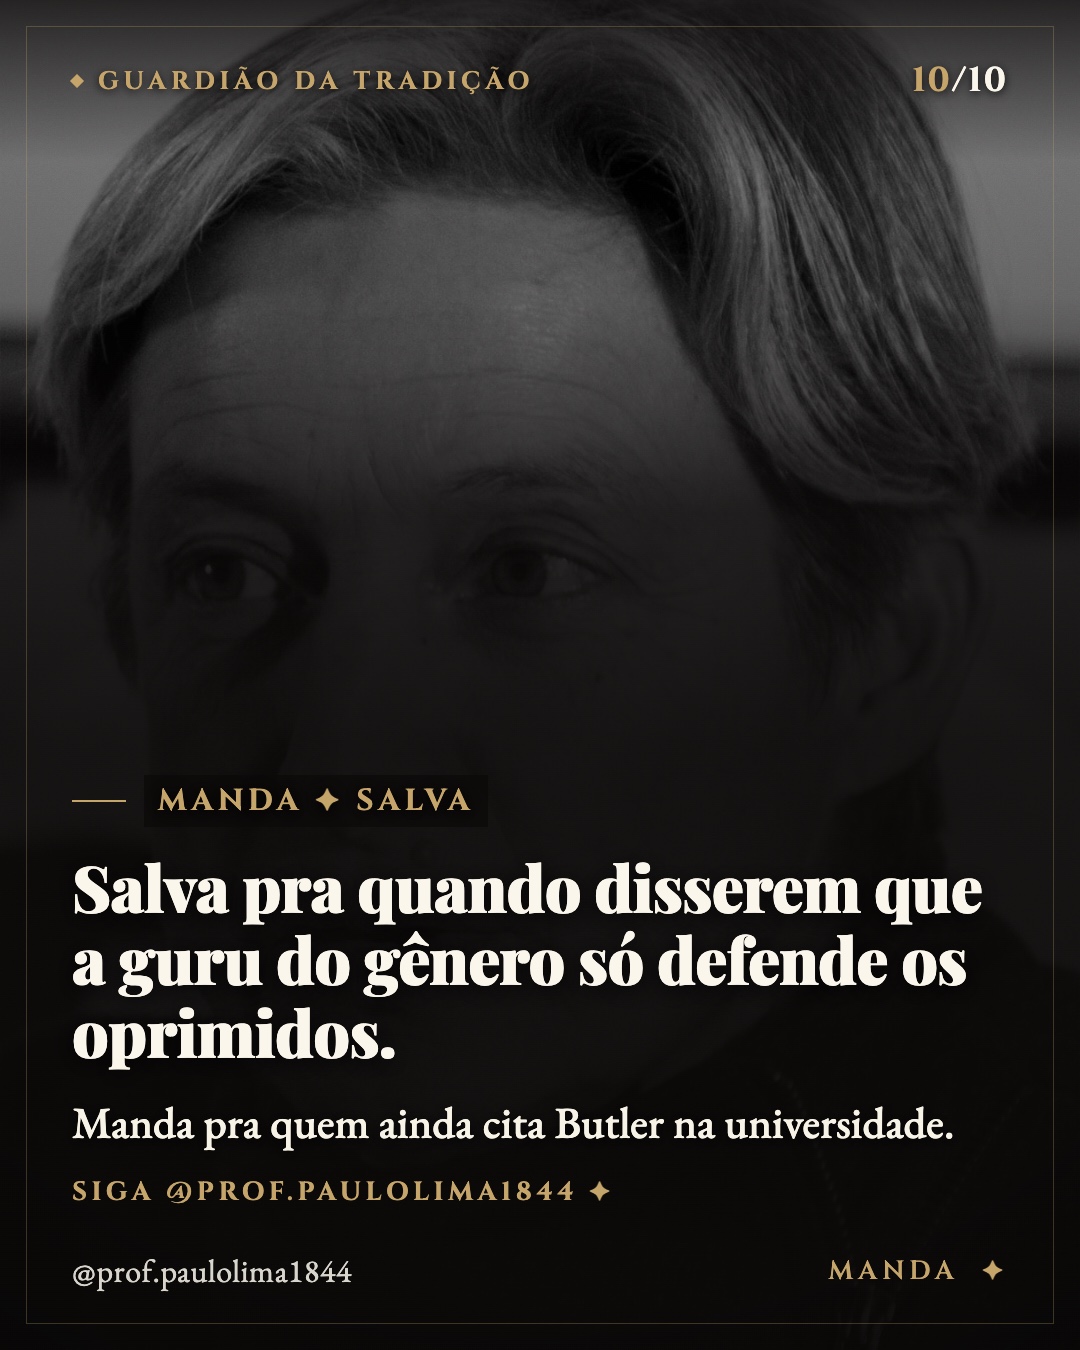 GUARDIÃO DA TRADIÇÃO
10/10
MANDA ✦ SALVA
Salva pra quando disserem que
a guru do gênero só defende os
oprimidos.
Manda pra quem ainda cita Butler na universidade.
SIGA @PROF.PAULOLIMA1844 ✦
@prof.paulolima1844
MANDA ✦